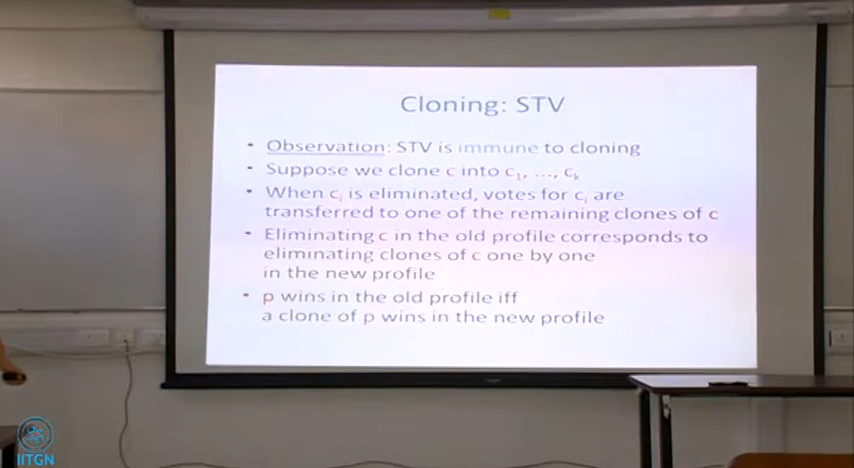 Cloning: STV
• Observation: STV is immune to cloning
• Suppose we clone c into c₁, ..., cₖ
• When cᵢ is eliminated, votes for cᵢ are
transferred to one of the remaining clones of c
• Eliminating c in the old profile corresponds to
eliminating clones of c one by one
in the new profile
• p wins in the old profile iff
a clone of p wins in the new profile
IITGN